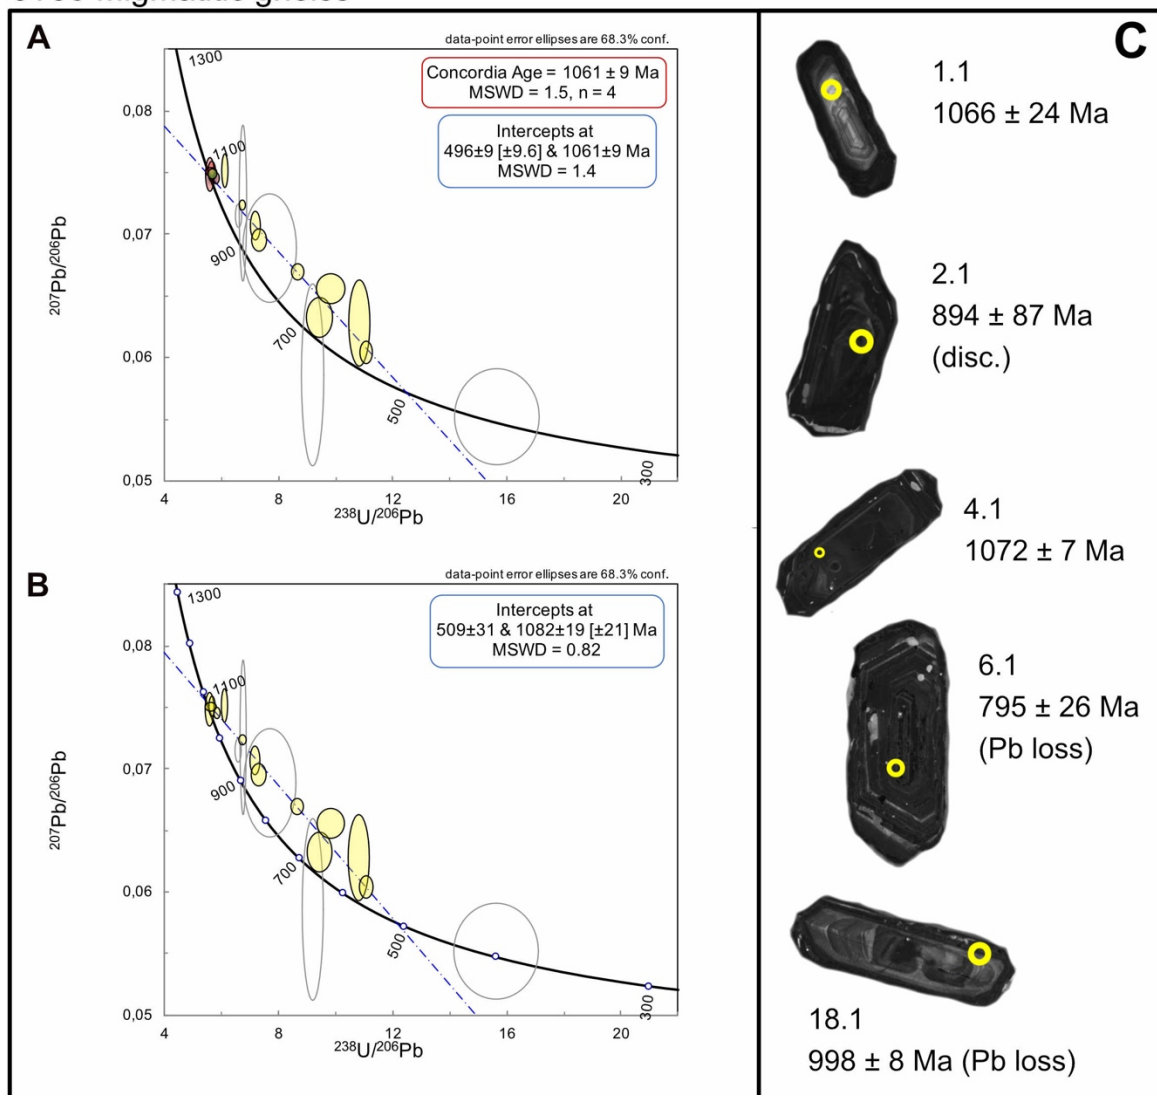 A
data-point error ellipses are 68.3% conf.
Concordia Age = 1061 ± 9 Ma
MSWD = 1.5, n = 4
Intercepts at
496±9 [±9.6] & 1061±9 Ma
MSWD = 1.4
1300
1100
900
700
500
300
0,08
0,07
0,06
0,05
207Pb/206Pb
4
8
12
16
20
238U/206Pb
B
data-point error ellipses are 68.3% conf.
Intercepts at
509±31 & 1082±19 [±21] Ma
MSWD = 0.82
1300
1100
900
700
500
300
0,08
0,07
0,06
0,05
207Pb/206Pb
4
8
12
16
20
238U/206Pb
C
1.1
1066 ± 24 Ma
2.1
894 ± 87 Ma
(disc.)
4.1
1072 ± 7 Ma
6.1
795 ± 26 Ma
(Pb loss)
18.1
998 ± 8 Ma (Pb loss)